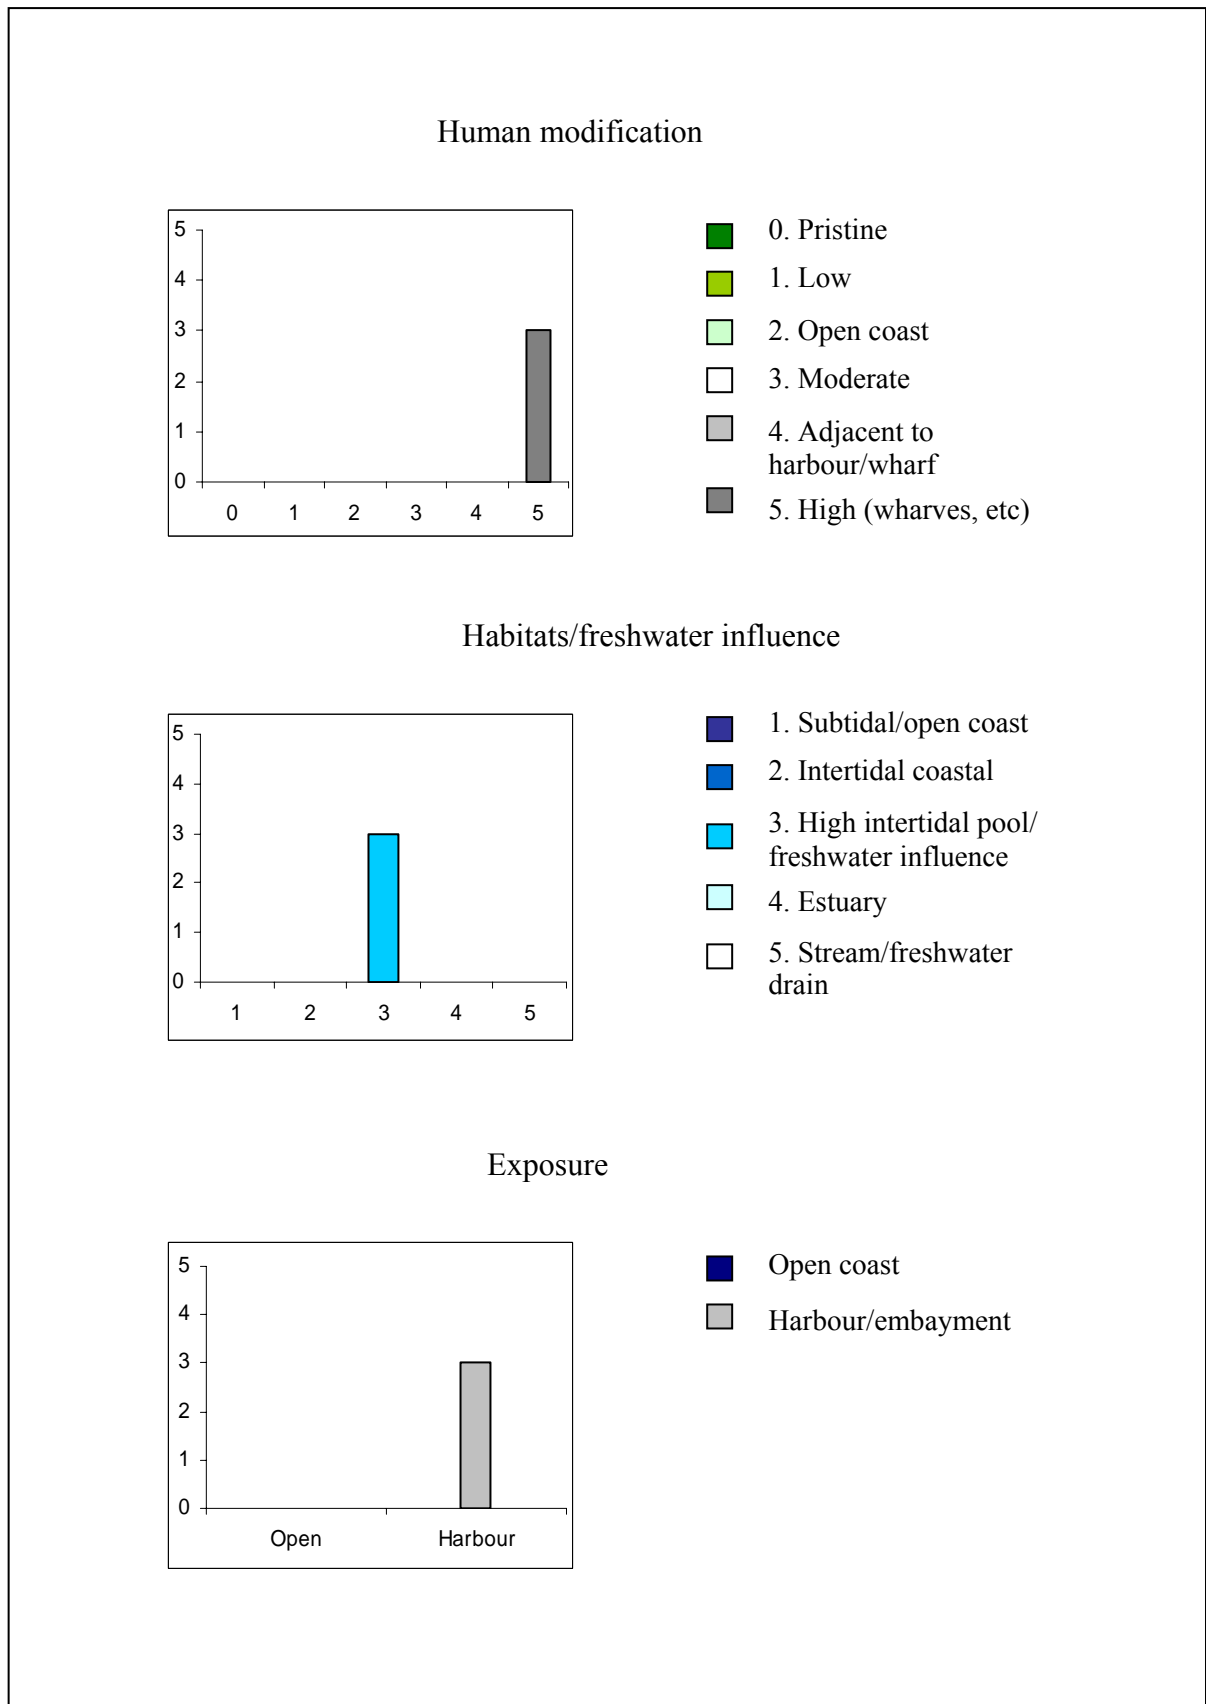 Human modification
5
4
3
2
1
0
0 1 2 3 4 5
0. Pristine
1. Low
2. Open coast
3. Moderate
4. Adjacent to
harbour/wharf
5. High (wharves, etc)
Habitats/freshwater influence
5
4
3
2
1
0
1 2 3 4 5
1. Subtidal/open coast
2. Intertidal coastal
3. High intertidal pool/
freshwater influence
4. Estuary
5. Stream/freshwater
drain
Exposure
5
4
3
2
1
0
Open Harbour
Open coast
Harbour/embayment